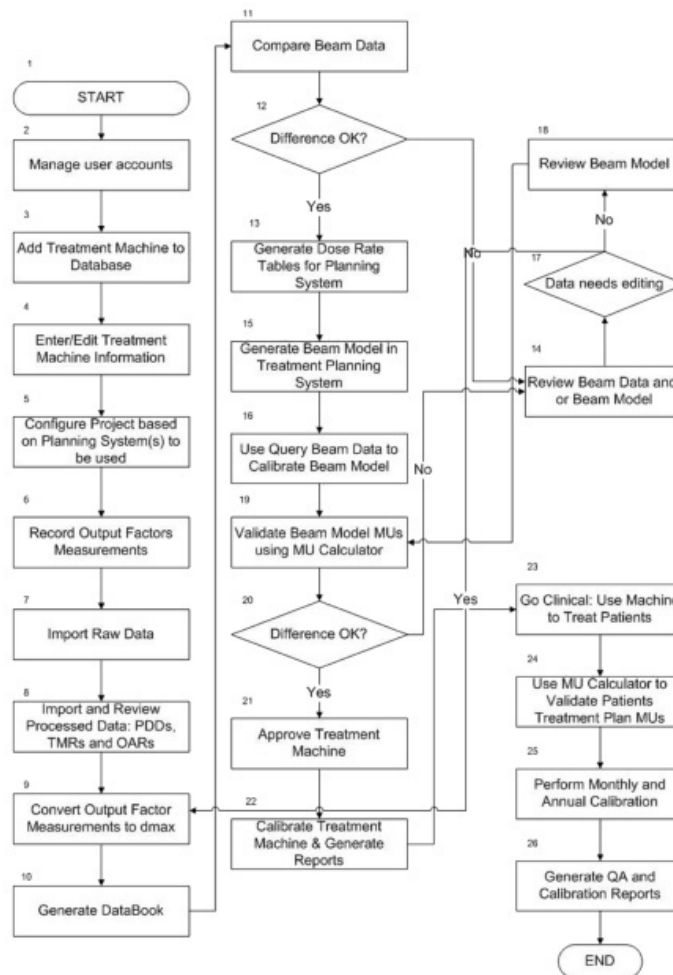 1
START
2
Manage user accounts
3
Add Treatment Machine to
Database
4
Enter/Edit Treatment
Machine Information
5
Configure Project based
on Planning System(s) to
be used
6
Record Output Factors
Measurements
7
Import Raw Data
8
Import and Review
Processed Data: PDDs,
TMRs and OARs
9
Convert Output Factor
Measurements to dmax
10
Generate DataBook
11
Compare Beam Data
12
Difference OK?
Yes
No
13
Generate Dose Rate
Tables for Planning
System
15
Generate Beam Model in
Treatment Planning
System
16
Use Query Beam Data to
Calibrate Beam Model
No
19
Validate Beam Model MUs
using MU Calculator
20
Difference OK?
Yes
21
Approve Treatment
Machine
22
Calibrate Treatment
Machine & Generate
Reports
18
Review Beam Model
No
17
Data needs editing
14
Review Beam Data and
or Beam Model
Yes
23
Go Clinical: Use Machine
to Treat Patients
24
Use MU Calculator to
Validate Patients
Treatment Plan MUs
25
Perform Monthly and
Annual Calibration
26
Generate QA and
Calibration Reports
END